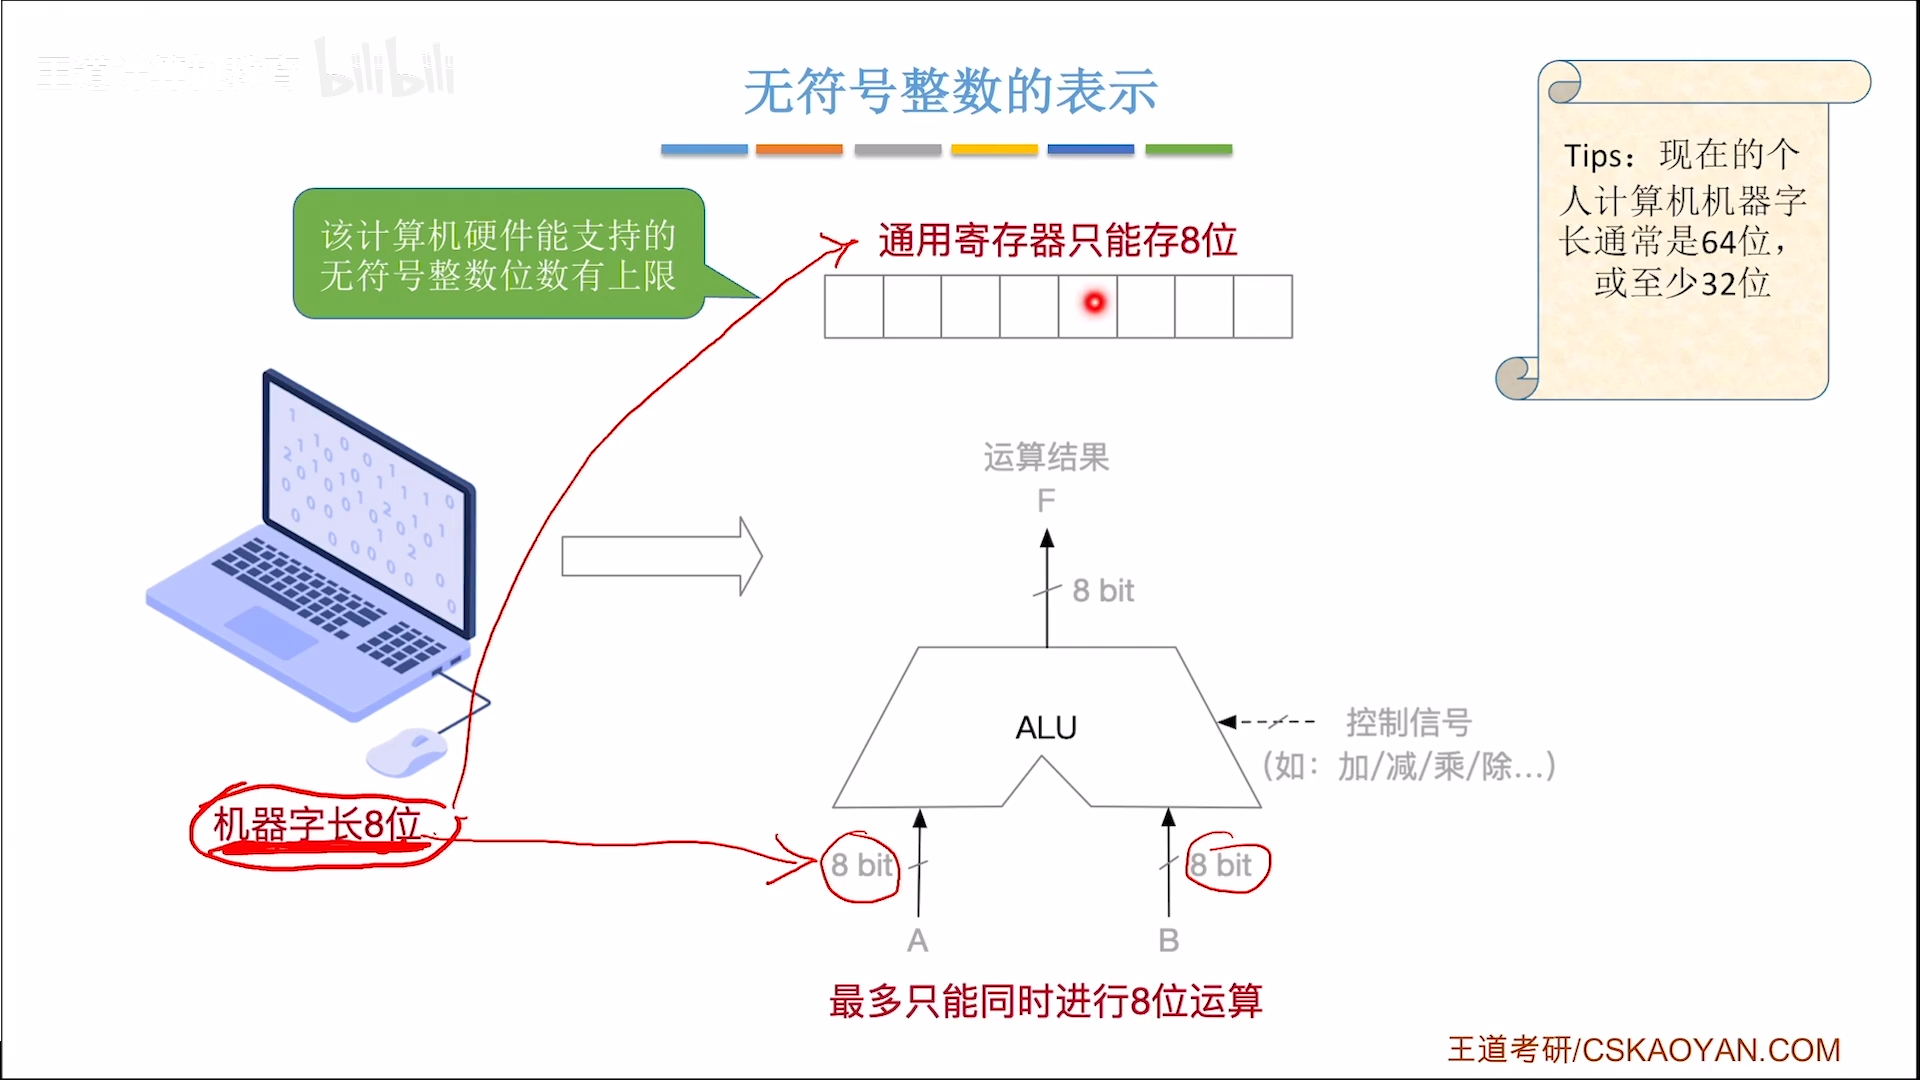 王道计算机教育 bilibili
无符号整数的表示
Tips：现在的个
人计算机机器字
长通常是64位，
或至少32位
该计算机硬件能支持的
无符号整数位数有上限
通用寄存器只能存8位
运算结果
F
8 bit
ALU
控制信号
（如：加/减/乘/除...）
机器字长8位
8 bit
8 bit
A
B
最多只能同时进行8位运算
王道考研/CSKAOYAN.COM